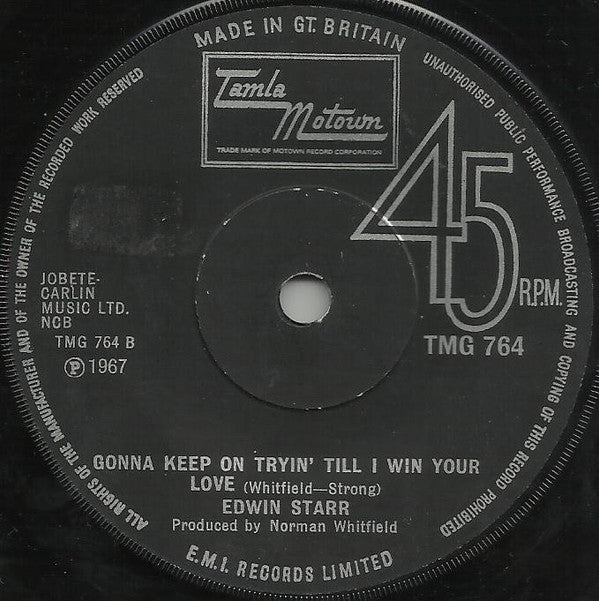 MADE IN GT. BRITAIN
Tamla
Motown
TRADE MARK OF MOTOWN RECORD CORPORATION
45
R.P.M.
TMG 764
JOBETE-
CARLIN
MUSIC LTD.
NCB
TMG 764 B
Ⓟ 1967
GONNA KEEP ON TRYIN' TILL I WIN YOUR
LOVE (Whitfield—Strong)
EDWIN STARR
Produced by Norman Whitfield
E.M.I. RECORDS LIMITED
ALL RIGHTS OF THE MANUFACTURER AND OF THE OWNER OF THE RECORDED WORK RESERVED
UNAUTHORISED PUBLIC PERFORMANCE BROADCASTING AND COPYING OF THIS RECORD PROHIBITED